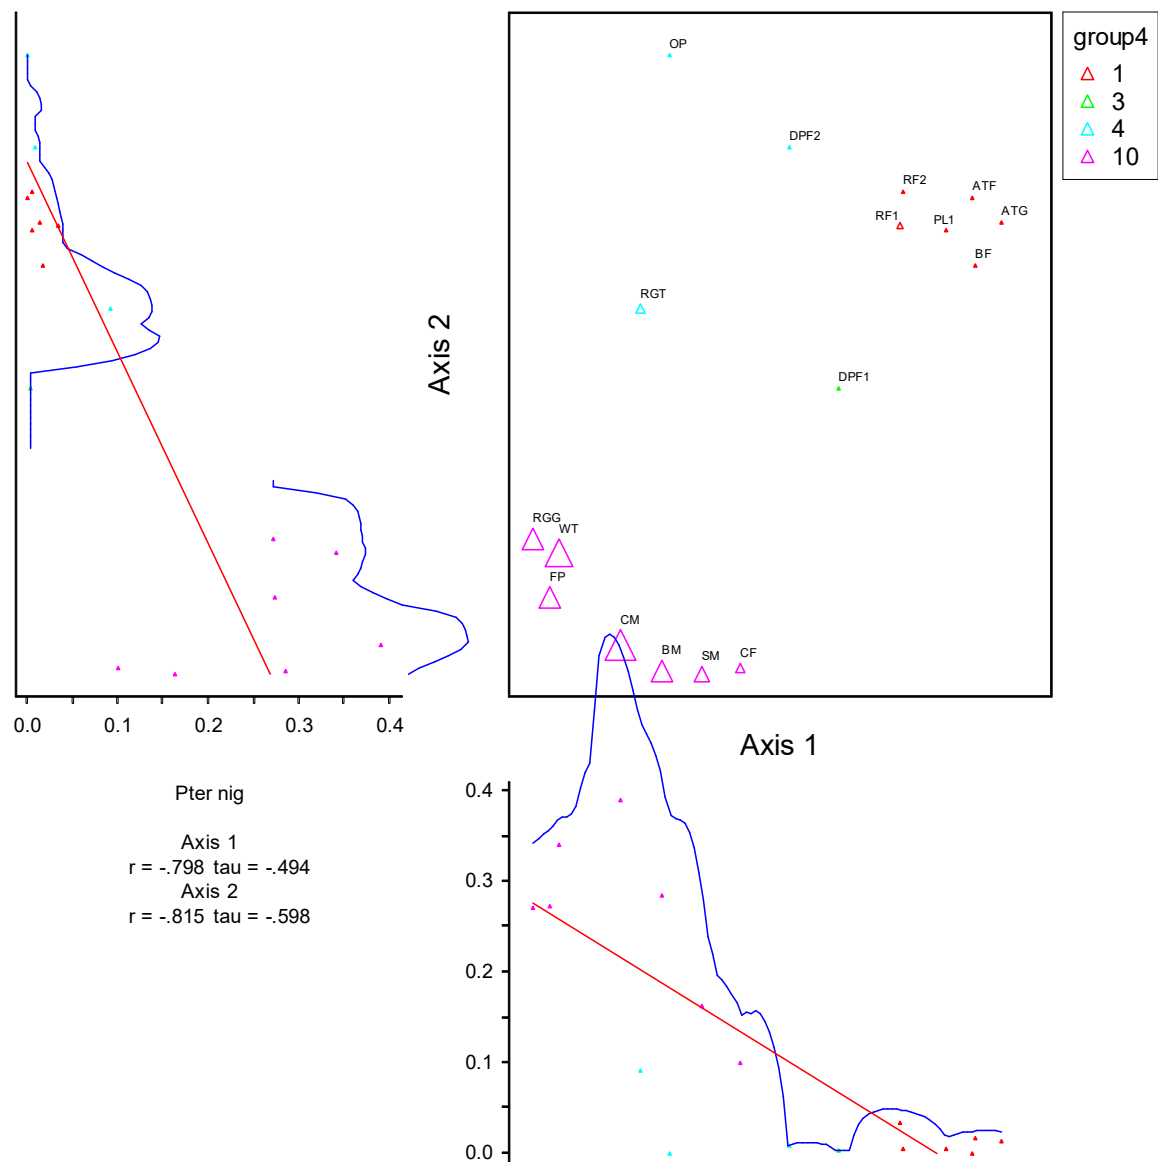 group4
1
3
4
10
OP
DPF2
RF2
ATF
RF1
PL1
ATG
BF
RGT
DPF1
Axis 2
RGG
WT
FP
CM
BM
SM
CF
0.0 0.1 0.2 0.3 0.4
Axis 1
Pter nig
Axis 1
r = -.798 tau = -.494
Axis 2
r = -.815 tau = -.598
0.4
0.3
0.2
0.1
0.0